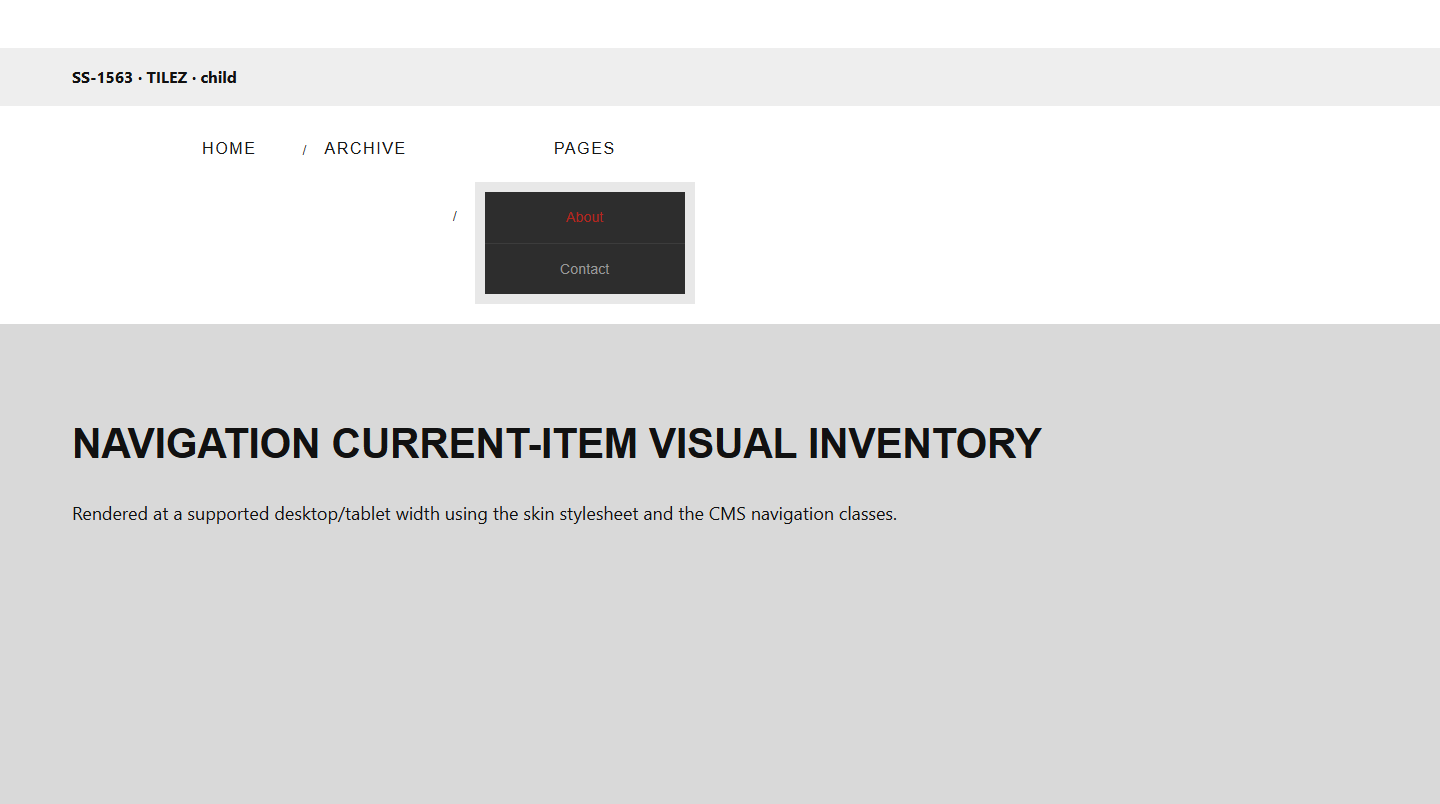 SS-1563 · TILEZ · child
HOME / ARCHIVE PAGES
/ About
Contact
NAVIGATION CURRENT-ITEM VISUAL INVENTORY
Rendered at a supported desktop/tablet width using the skin stylesheet and the CMS navigation classes.